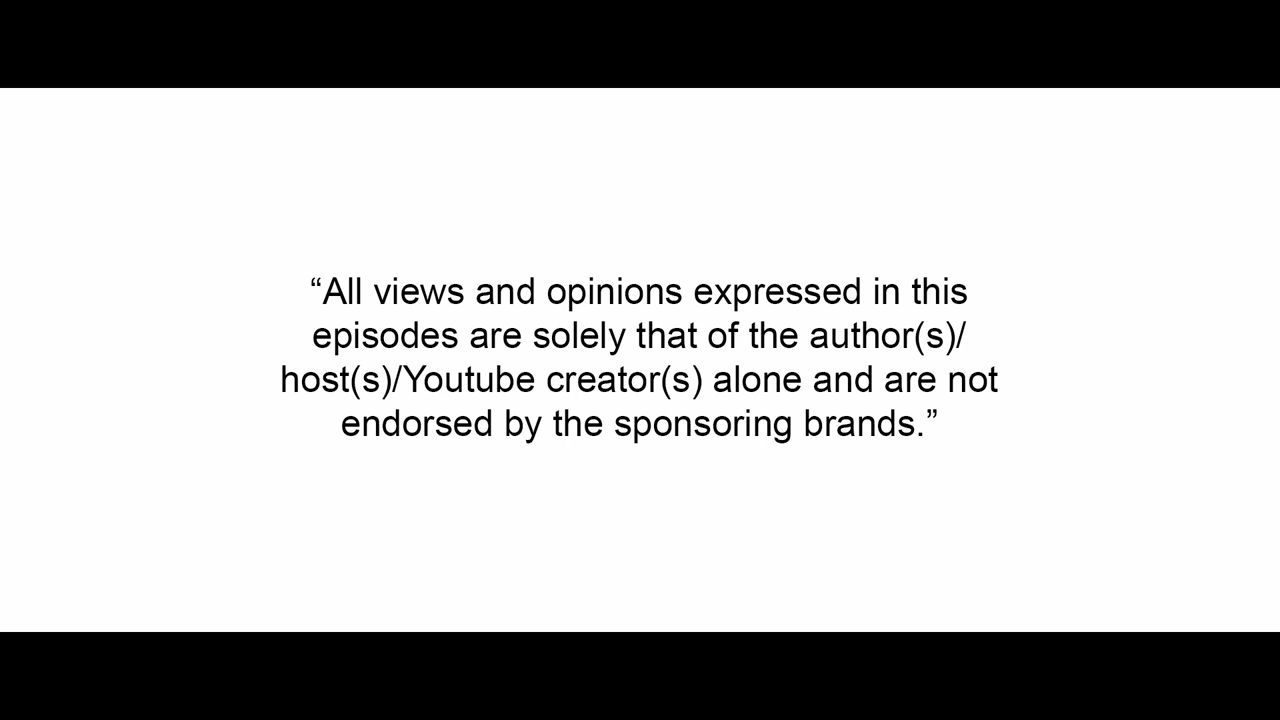 “All views and opinions expressed in this
episodes are solely that of the author(s)/
host(s)/Youtube creator(s) alone and are not
endorsed by the sponsoring brands.”